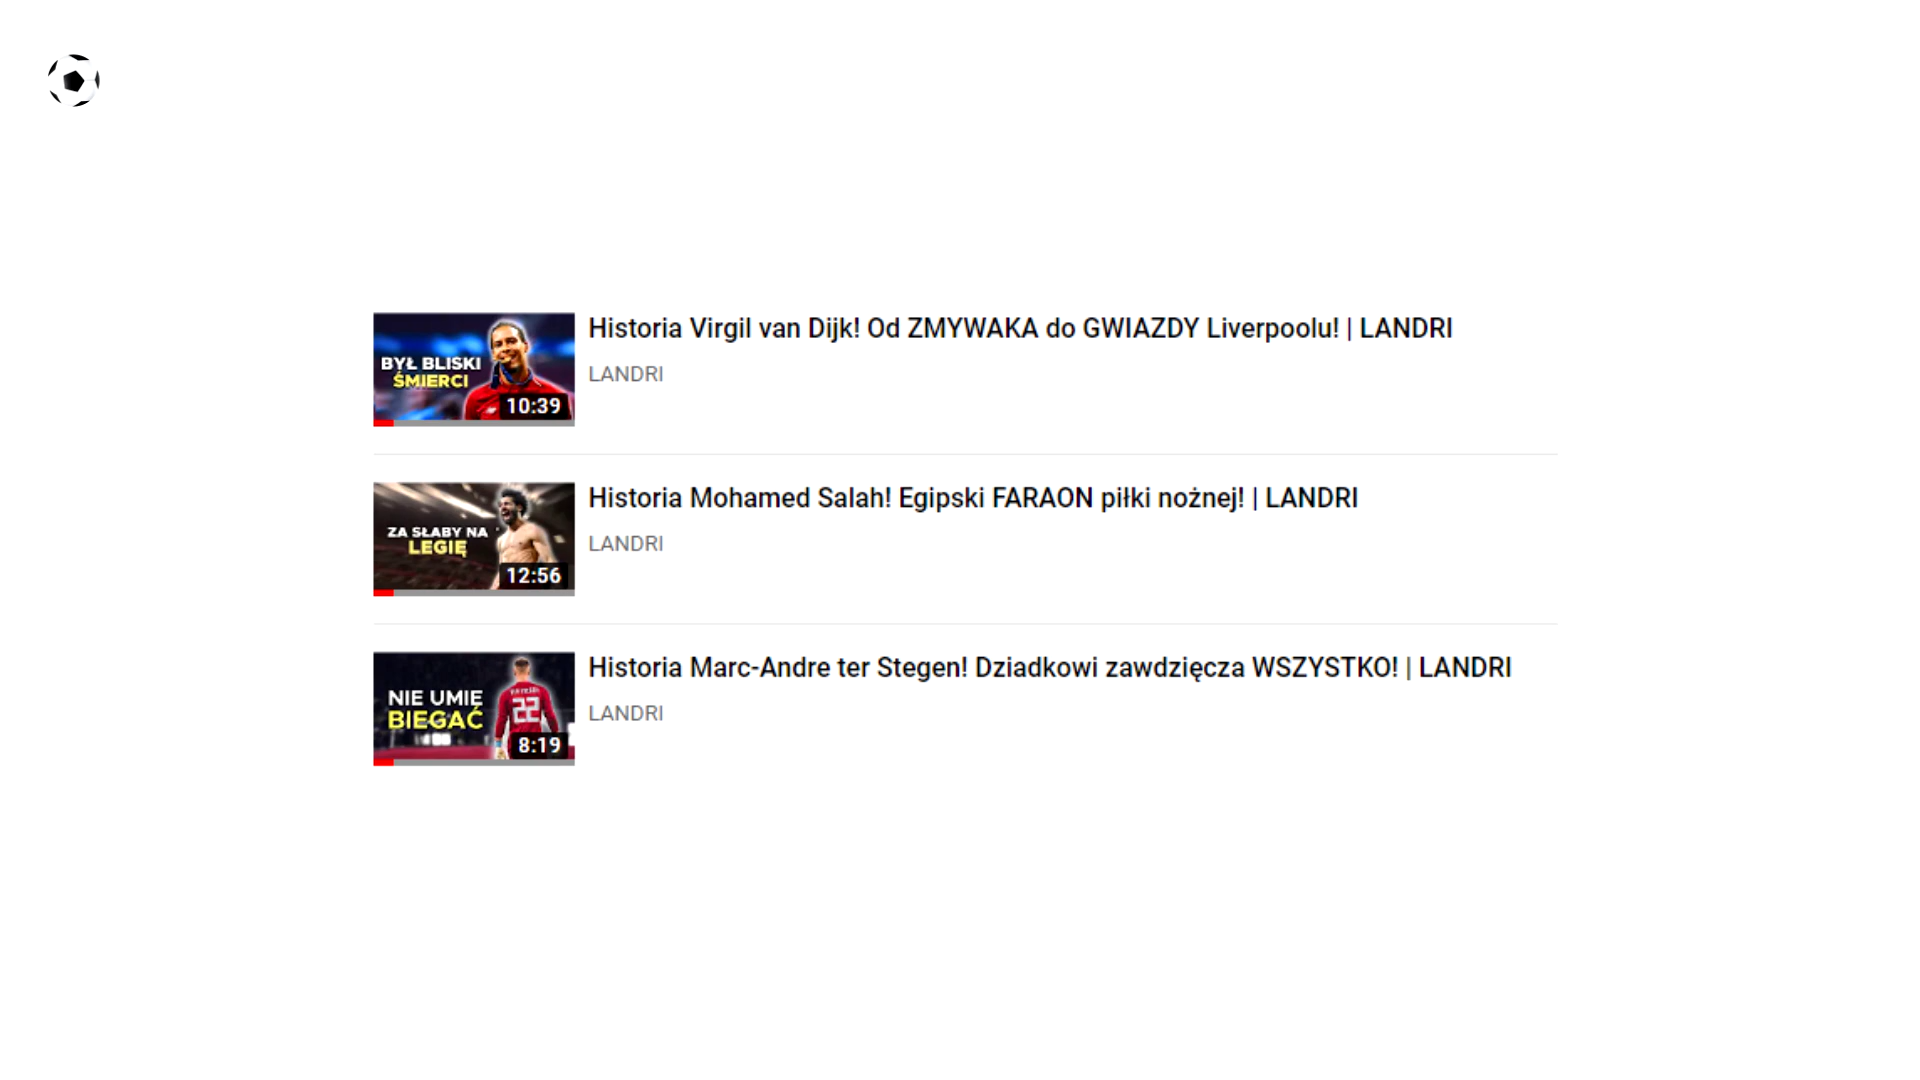 BYŁ BLISKI
ŚMIERCI
10:39
Historia Virgil van Dijk! Od ZMYWAKA do GWIAZDY Liverpoolu! | LANDRI
LANDRI
ZA SŁABY NA
LEGIĘ
12:56
Historia Mohamed Salah! Egipski FARAON piłki nożnej! | LANDRI
LANDRI
NIE UMIĘ
BIEGAĆ
22
8:19
Historia Marc-Andre ter Stegen! Dziadkowi zawdzięcza WSZYSTKO! | LANDRI
LANDRI